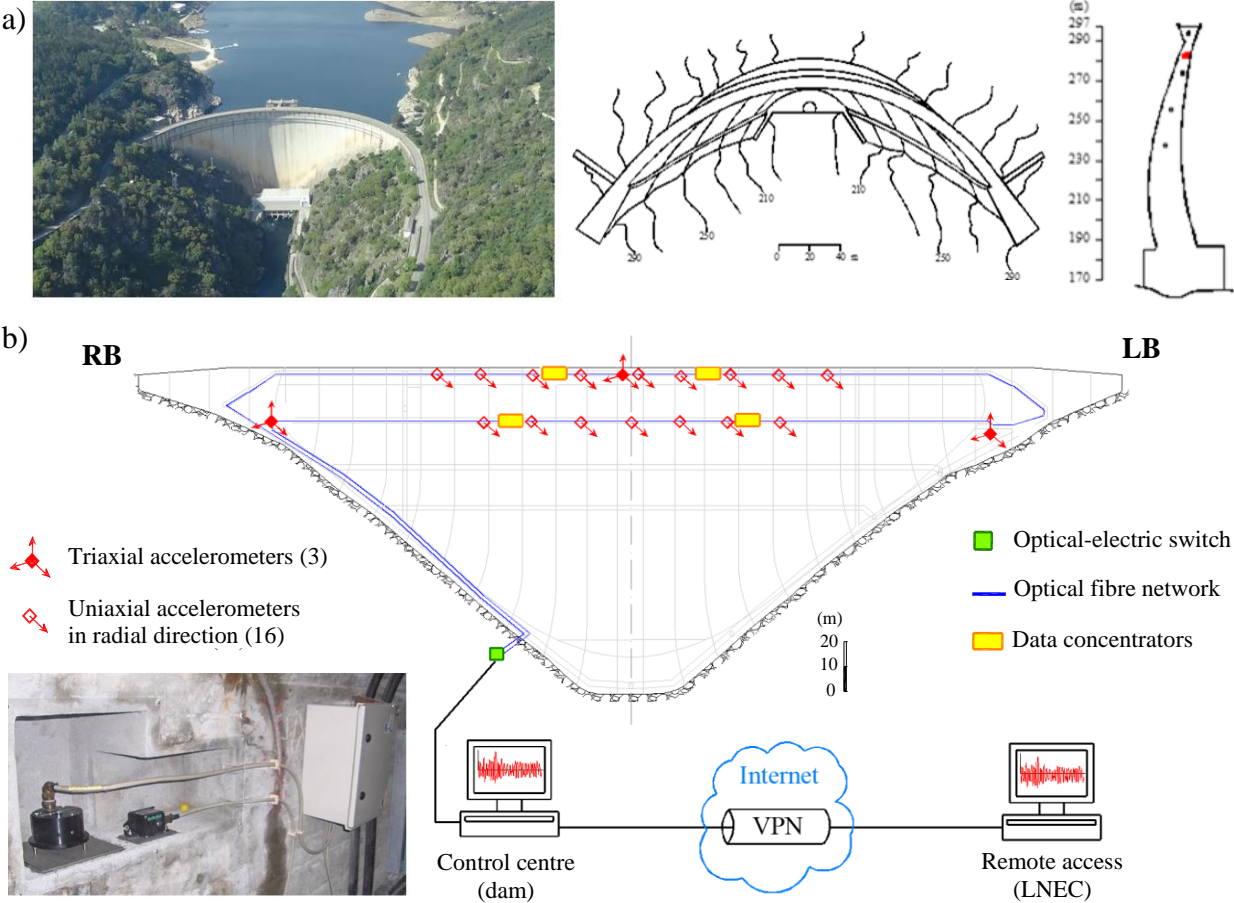 a)
(m)
297
290
270
250
230
210
190
170
210
210
250
250
290
290
0 20 40 m
b)
RB
LB
Triaxial accelerometers (3)
Uniaxial accelerometers
in radial direction (16)
Optical-electric switch
Optical fibre network
Data concentrators
(m)
20
10
0
Internet
VPN
Control centre
(dam)
Remote access
(LNEC)